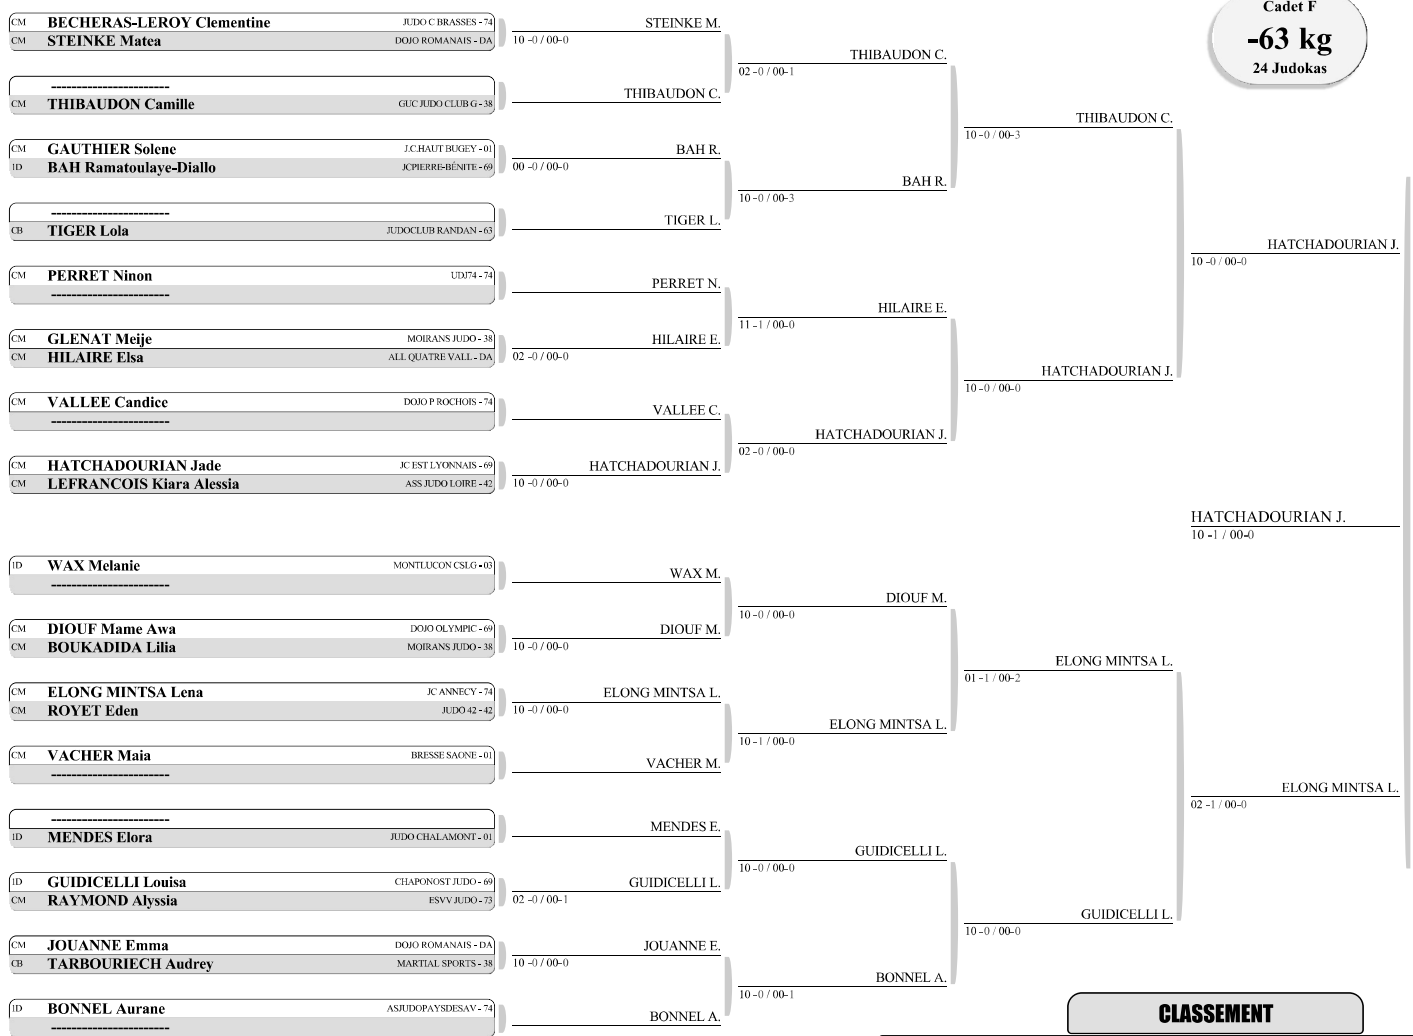 Cadet F
-63 kg
24 Judokas
CM BECHERAS-LEROY Clementine JUDO C BRASSES - 74
CM STEINKE Matea DOJO ROMANAIS - DA
-----------------------
CM THIBAUDON Camille GUC JUDO CLUB G - 38
CM GAUTHIER Solene J.C.HAUT BUGEY - 01
1D BAH Ramatoulaye-Diallo JCPIERRE-BÉNITE - 69
-----------------------
CB TIGER Lola JUDOCLUB RANDAN - 63
CM PERRET Ninon UDJ74 - 74
-----------------------
CM GLENAT Meije MOIRANS JUDO - 38
CM HILAIRE Elsa ALL QUATRE VALL - DA
CM VALLEE Candice DOJO P ROCHOIS - 74
-----------------------
CM HATCHADOURIAN Jade JC EST LYONNAIS - 69
CM LEFRANCOIS Kiara Alessia ASS JUDO LOIRE - 42
1D WAX Melanie MONTLUCON CSLG - 03
-----------------------
CM DIOUF Mame Awa DOJO OLYMPIC - 69
CM BOUKADIDA Lilia MOIRANS JUDO - 38
CM ELONG MINTSA Lena JC ANNECY - 74
CM ROYET Eden JUDO 42 - 42
CM VACHER Maia BRESSE SAONE - 01
-----------------------
-----------------------
1D MENDES Elora JUDO CHALAMONT - 01
1D GUIDICELLI Louisa CHAPONOST JUDO - 69
CM RAYMOND Alyssia ESVV JUDO - 73
CM JOUANNE Emma DOJO ROMANAIS - DA
CB TARBOURIECH Audrey MARTIAL SPORTS - 38
1D BONNEL Aurane ASJUDOPAYSDESAV - 74
-----------------------
STEINKE M.
10 -0 / 00-0
THIBAUDON C.
BAH R.
00 -0 / 00-0
TIGER L.
PERRET N.
HILAIRE E.
02 -0 / 00-0
VALLEE C.
HATCHADOURIAN J.
10 -0 / 00-0
WAX M.
DIOUF M.
10 -0 / 00-0
ELONG MINTSA L.
10 -0 / 00-0
VACHER M.
MENDES E.
GUIDICELLI L.
02 -0 / 00-1
JOUANNE E.
10 -0 / 00-0
BONNEL A.
THIBAUDON C.
02 -0 / 00-1
BAH R.
10 -0 / 00-3
HILAIRE E.
11 -1 / 00-0
HATCHADOURIAN J.
02 -0 / 00-0
DIOUF M.
10 -0 / 00-0
ELONG MINTSA L.
10 -1 / 00-0
GUIDICELLI L.
10 -0 / 00-0
BONNEL A.
10 -0 / 00-1
THIBAUDON C.
10 -0 / 00-3
HATCHADOURIAN J.
10 -0 / 00-0
ELONG MINTSA L.
01 -1 / 00-2
GUIDICELLI L.
10 -0 / 00-0
HATCHADOURIAN J.
10 -0 / 00-0
ELONG MINTSA L.
02 -1 / 00-0
HATCHADOURIAN J.
10 -1 / 00-0
CLASSEMENT